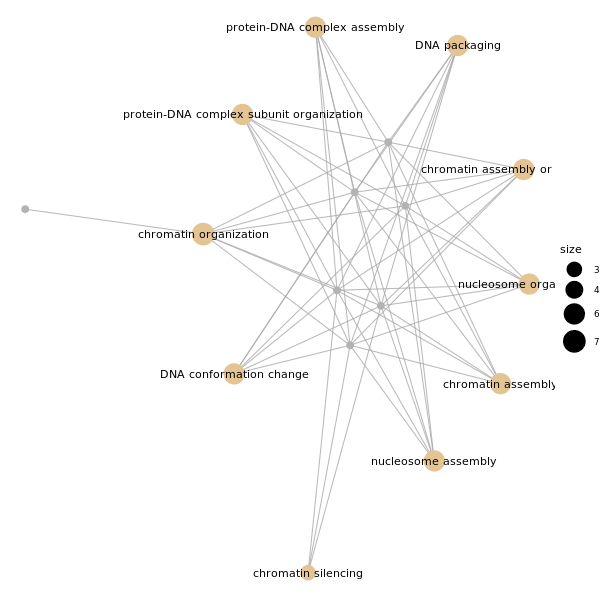 protein-DNA complex assembly
DNA packaging
protein-DNA complex subunit organization
chromatin assembly or
chromatin organization
size
3
nucleosome orga
4
6
7
DNA conformation change
chromatin assembly
nucleosome assembly
chromatin silencing